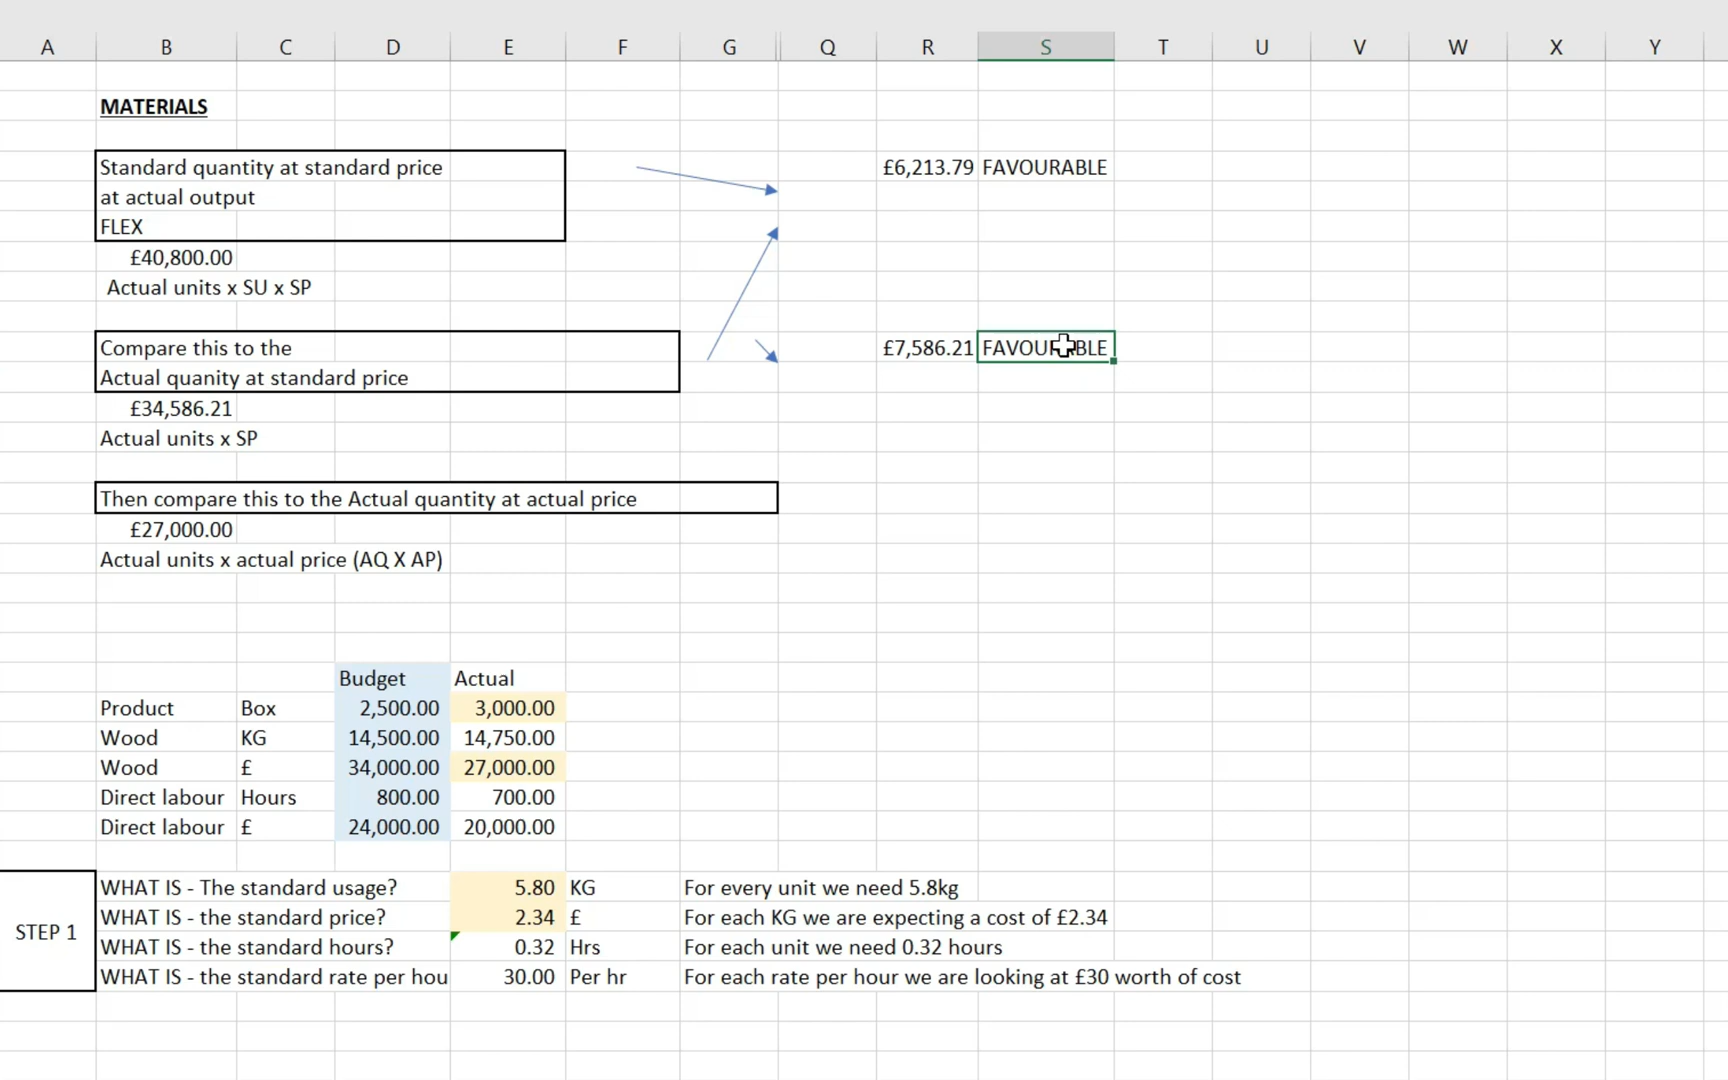 A B C D E F G Q R S T U V W X Y
MATERIALS
Standard quantity at standard price £6,213.79 FAVOURABLE
at actual output
FLEX
£40,800.00
Actual units x SU x SP
Compare this to the £7,586.21 FAVOURABLE
Actual quanity at standard price
£34,586.21
Actual units x SP
Then compare this to the Actual quantity at actual price
£27,000.00
Actual units x actual price (AQ X AP)
Budget Actual
Product Box 2,500.00 3,000.00
Wood KG 14,500.00 14,750.00
Wood £ 34,000.00 27,000.00
Direct labour Hours 800.00 700.00
Direct labour £ 24,000.00 20,000.00
WHAT IS - The standard usage? 5.80 KG For every unit we need 5.8kg
WHAT IS - the standard price? 2.34 £ For each KG we are expecting a cost of £2.34
STEP 1
WHAT IS - the standard hours? 0.32 Hrs For each unit we need 0.32 hours
WHAT IS - the standard rate per hou 30.00 Per hr For each rate per hour we are looking at £30 worth of cost